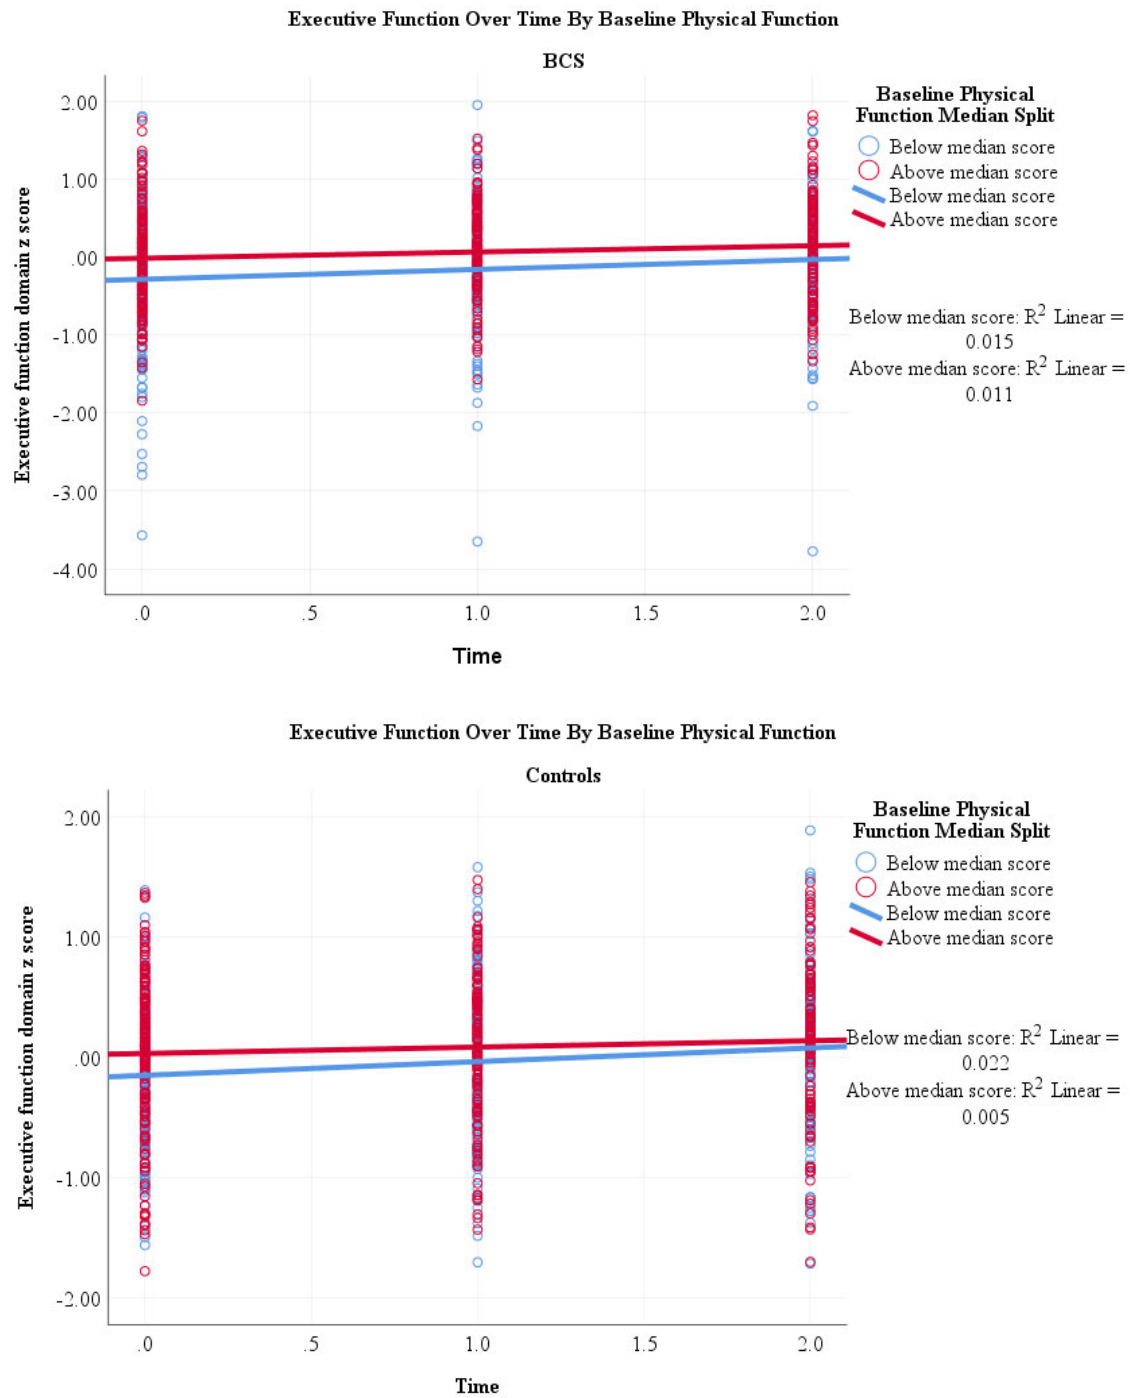 Executive Function Over Time By Baseline Physical Function
BCS
Executive function domain z score
2.00
1.00
.00
-1.00
-2.00
-3.00
-4.00
.0
.5
1.0
1.5
2.0
Time
Baseline Physical
Function Median Split
Below median score
Above median score
Below median score
Above median score
Below median score: R² Linear =
0.015
Above median score: R² Linear =
0.011
Executive Function Over Time By Baseline Physical Function
Controls
Executive function domain z score
2.00
1.00
.00
-1.00
-2.00
.0
.5
1.0
1.5
2.0
Time
Baseline Physical
Function Median Split
Below median score
Above median score
Below median score
Above median score
Below median score: R² Linear =
0.022
Above median score: R² Linear =
0.005